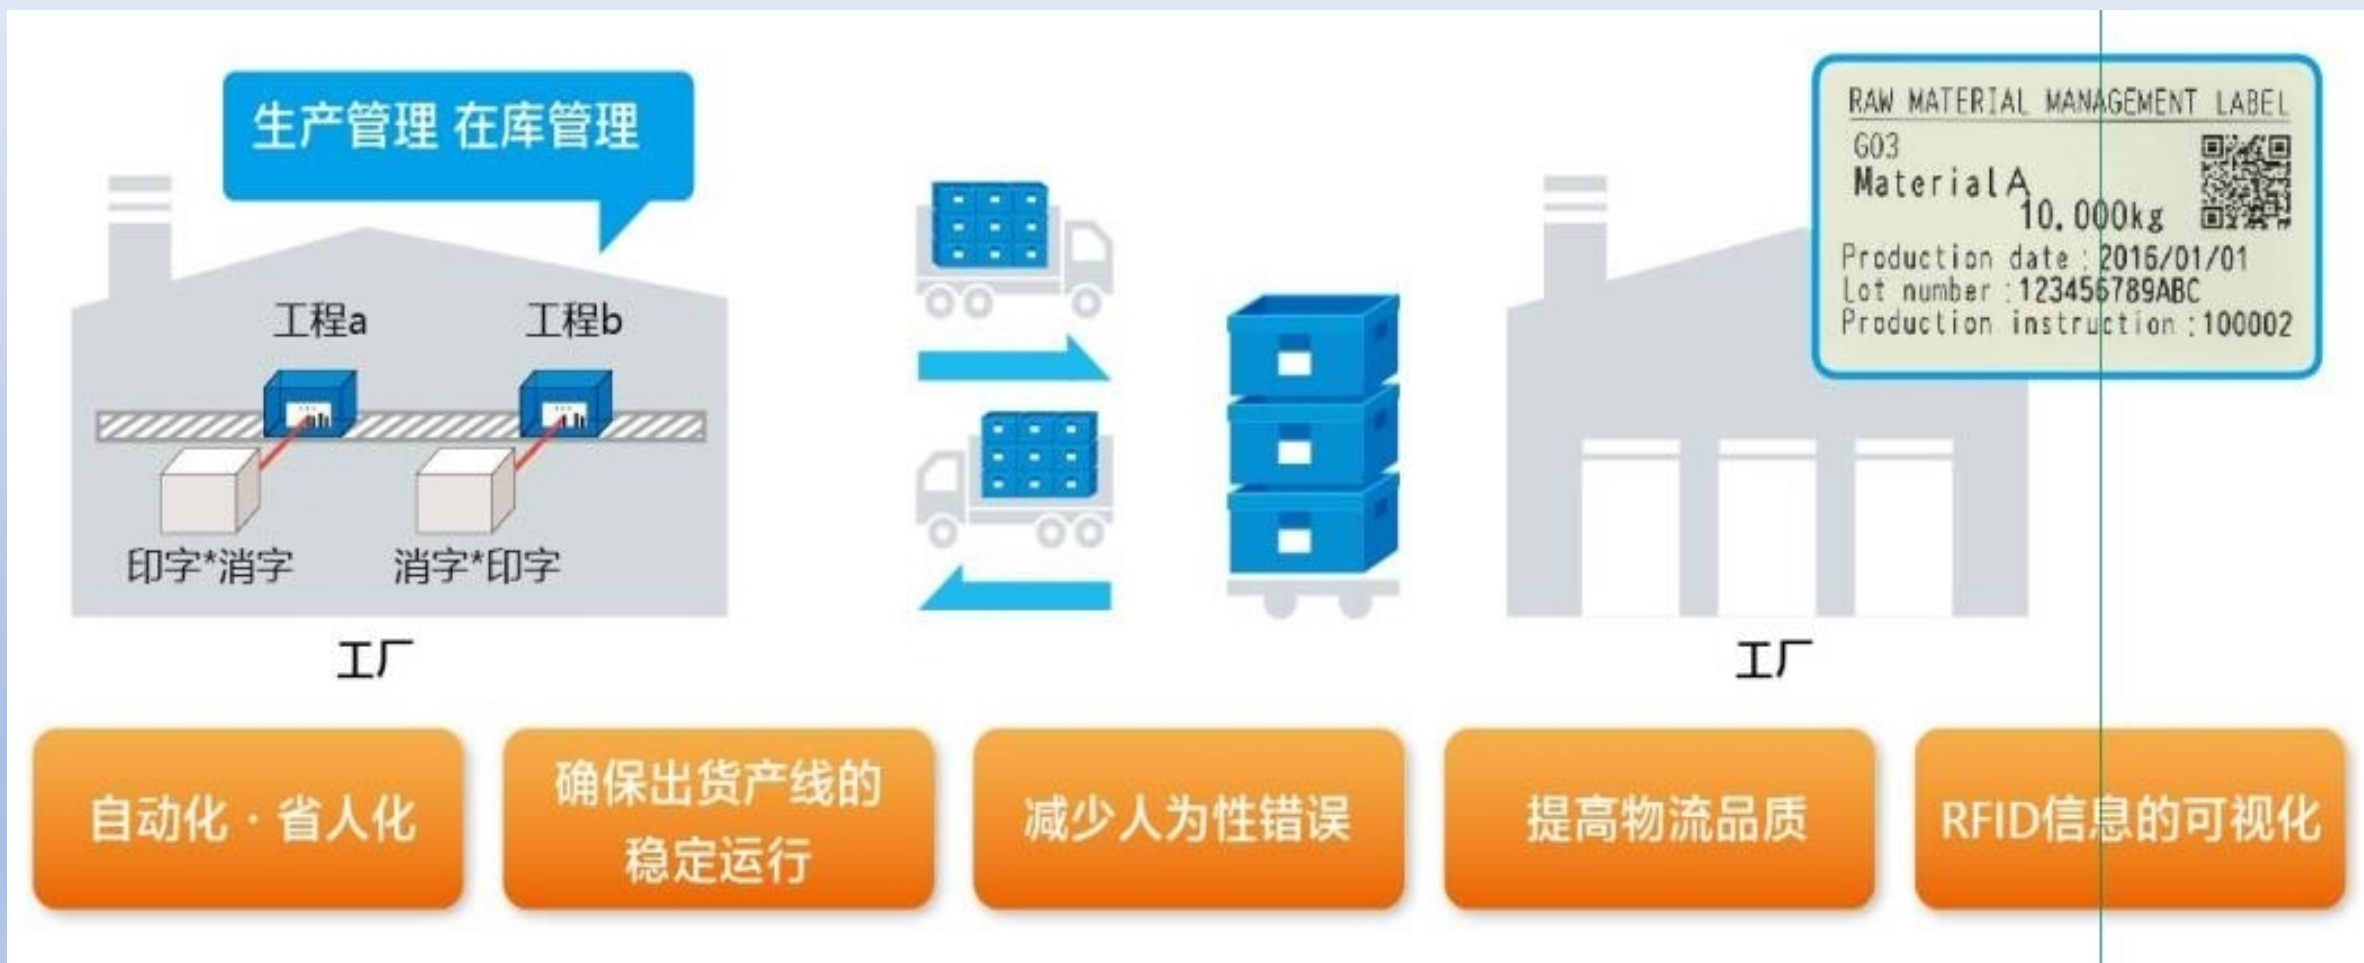 生产管理 在库管理
RAW MATERIAL MANAGEMENT LABEL
G03
Material A
10.000kg
Production date : 2016/01/01
Lot number : 123456789ABC
Production instruction : 100002
工程a
工程b
印字*消字
消字*印字
工厂
工厂
自动化·省人化
确保出货产线的
稳定运行
减少人为性错误
提高物流品质
RFID信息的可视化